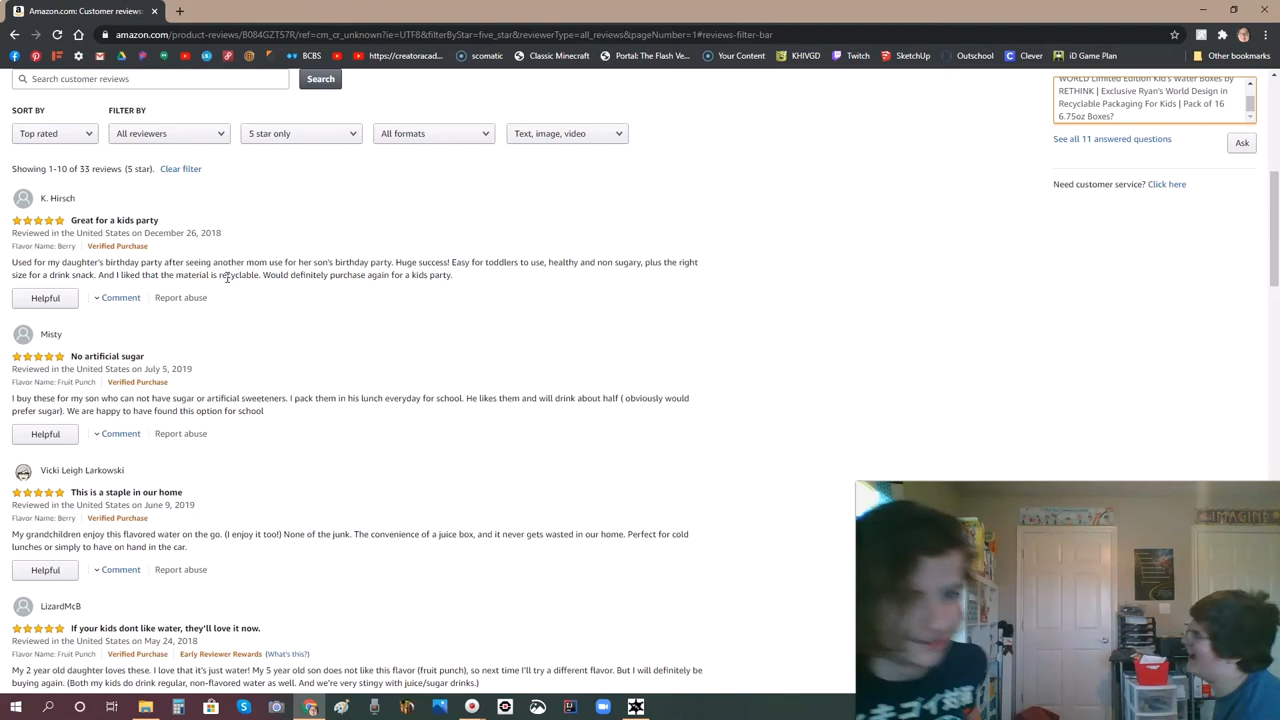 Amazon.com: Customer reviews:
amazon.com/product-reviews/B084GZT57R/ref=cm_cr_unknown?ie=UTF8&filterByStar=five_star&reviewerType=all_reviews&pageNumber=1#reviews-filter-bar
BCBS
https://creatoracad...
scomatic
Portal: The Flash Ve...
Your Content
KHIVGD
Twitch
SketchUp
Outschool
Clever
iD Game Plan
Other bookmarks
Search customer reviews
Search
WORLD Limited Edition Kid's Water Boxes by
RETHINK | Exclusive Ryan's World Design in
Recyclable Packaging For Kids | Pack of 16
6.75oz Boxes?
SORT BY
FILTER BY
Top rated
All reviewers
5 star only
All formats
Text, image, video
See all 11 answered questions
Ask
Showing 1-10 of 33 reviews (5 star). Clear filter
Need customer service? Click here
K. Hirsch
Great for a kids party
Reviewed in the United States on December 26, 2018
Flavor Name: Berry
Verified Purchase
Used for my daughter's birthday party after seeing another mom use for her son's birthday party. Huge success! Easy for toddlers to use, healthy and non sugary, plus the right
size for a drink snack. And I liked that the material is recyclable. Would definitely purchase again for a kids party.
Helpful
Comment
Report abuse
Misty
No artificial sugar
Reviewed in the United States on July 5, 2019
Flavor Name: Fruit Punch
Verified Purchase
I buy these for my son who can not have sugar or artificial sweeteners. I pack them in his lunch everyday for school. He likes them and will drink about half ( obviously would
prefer sugar). We are happy to have found this option for school
Helpful
Comment
Report abuse
Vicki Leigh Larkowski
This is a staple in our home
Reviewed in the United States on June 9, 2019
Flavor Name: Berry
Verified Purchase
My grandchildren enjoy this flavored water on the go. (I enjoy it too!) None of the junk. The convenience of a juice box, and it never gets wasted in our home. Perfect for cold
lunches or simply to have on hand in the car.
Helpful
Comment
Report abuse
LizardMcB
If your kids dont like water, they'll love it now.
Reviewed in the United States on May 24, 2018
Flavor Name: Fruit Punch
Verified Purchase
Early Reviewer Rewards (What's this?)
My 2 year old daughter loves these. I love that it's just water! My 5 year old son does not like this flavor (fruit punch), so next time I'll try a different flavor. But I will definitely be
buying again. (Both my kids do drink regular, non-flavored water as well. And we're very stingy with juice/sugar drinks.)
IMAGINE